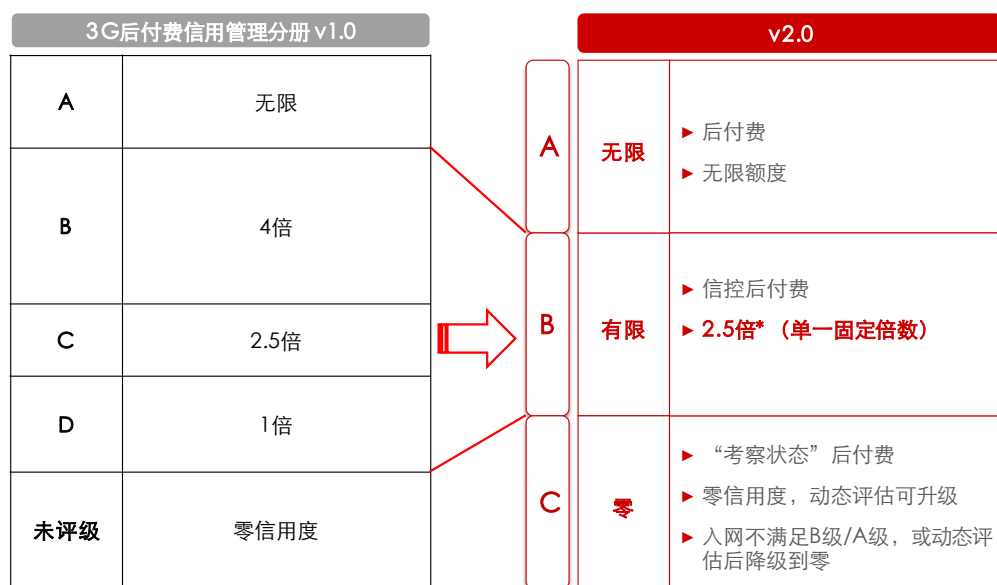 3G后付费信用管理分册 v1.0
A
无限
B
4倍
C
2.5倍
D
1倍
未评级
零信用度
v2.0
A
无限
► 后付费
► 无限额度
B
有限
► 信控后付费
► 2.5倍* （单一固定倍数）
C
零
► “考察状态”后付费
► 零信用度，动态评估可升级
► 入网不满足B级/A级，或动态评
估后降级到零